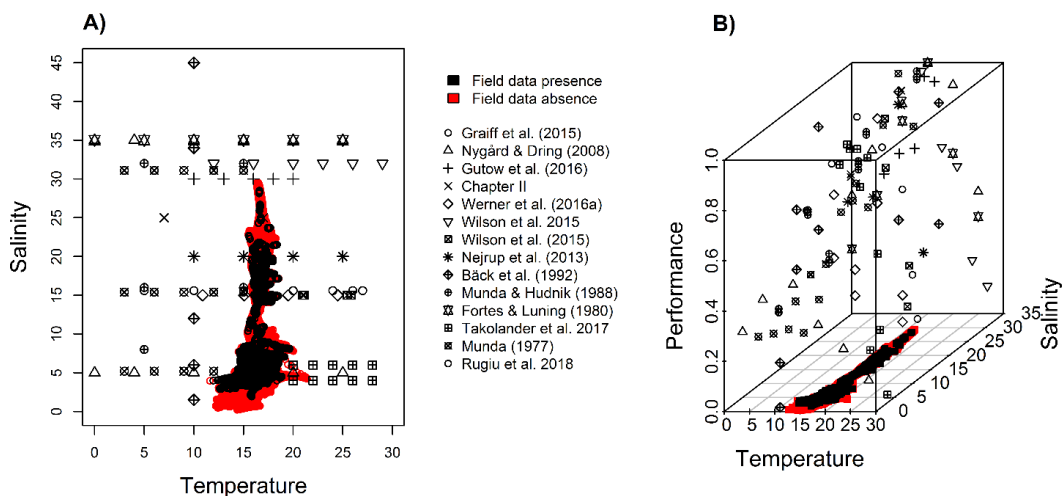 A)
Salinity
45
40
35
30
25
20
15
10
5
0
0 5 10 15 20 25 30
Temperature
Field data presence
Field data absence
Graiff et al. (2015)
Nygård & Dring (2008)
Gutow et al. (2016)
Chapter II
Werner et al. (2016a)
Wilson et al. 2015
Wilson et al. (2015)
Nejrup et al. (2013)
Bäck et al. (1992)
Munda & Hudnik (1988)
Fortes & Luning (1980)
Takolander et al. 2017
Munda (1977)
Rugiu et al. 2018
B)
Performance
1.0
0.8
0.6
0.4
0.2
0.0
0 5 10 15 20 25 30
Temperature
0 5 10 15 20 25 30 35
Salinity